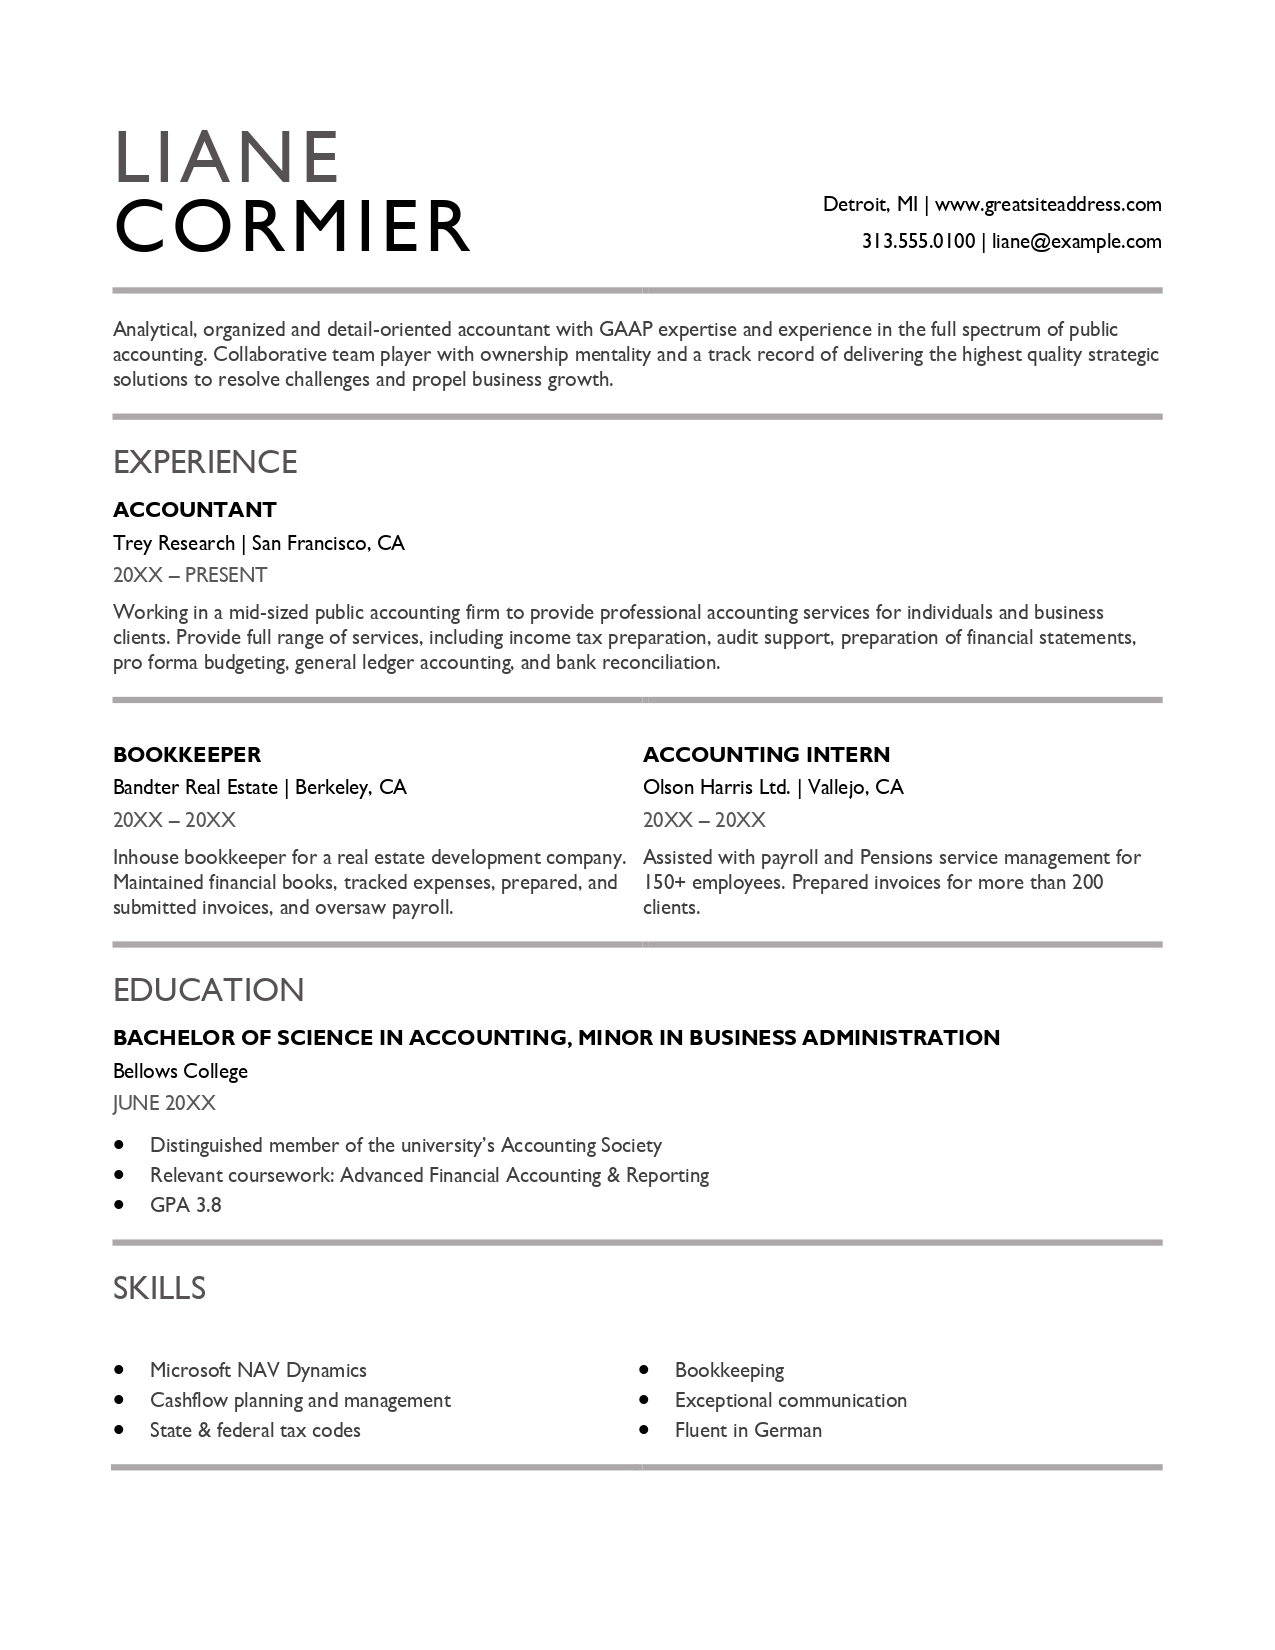 LIANE
CORMIER
Detroit, MI | www.greatsiteaddress.com
313.555.0100 | liane@example.com
Analytical, organized and detail-oriented accountant with GAAP expertise and experience in the full spectrum of public
accounting. Collaborative team player with ownership mentality and a track record of delivering the highest quality strategic
solutions to resolve challenges and propel business growth.
EXPERIENCE
ACCOUNTANT
Trey Research | San Francisco, CA
20XX – PRESENT
Working in a mid-sized public accounting firm to provide professional accounting services for individuals and business
clients. Provide full range of services, including income tax preparation, audit support, preparation of financial statements,
pro forma budgeting, general ledger accounting, and bank reconciliation.
BOOKKEEPER
Bandter Real Estate | Berkeley, CA
20XX – 20XX
Inhouse bookkeeper for a real estate development company.
Maintained financial books, tracked expenses, prepared, and
submitted invoices, and oversaw payroll.
ACCOUNTING INTERN
Olson Harris Ltd. | Vallejo, CA
20XX – 20XX
Assisted with payroll and Pensions service management for
150+ employees. Prepared invoices for more than 200
clients.
EDUCATION
BACHELOR OF SCIENCE IN ACCOUNTING, MINOR IN BUSINESS ADMINISTRATION
Bellows College
JUNE 20XX
● Distinguished member of the university’s Accounting Society
● Relevant coursework: Advanced Financial Accounting & Reporting
● GPA 3.8
SKILLS
● Microsoft NAV Dynamics
● Cashflow planning and management
● State & federal tax codes
● Bookkeeping
● Exceptional communication
● Fluent in German